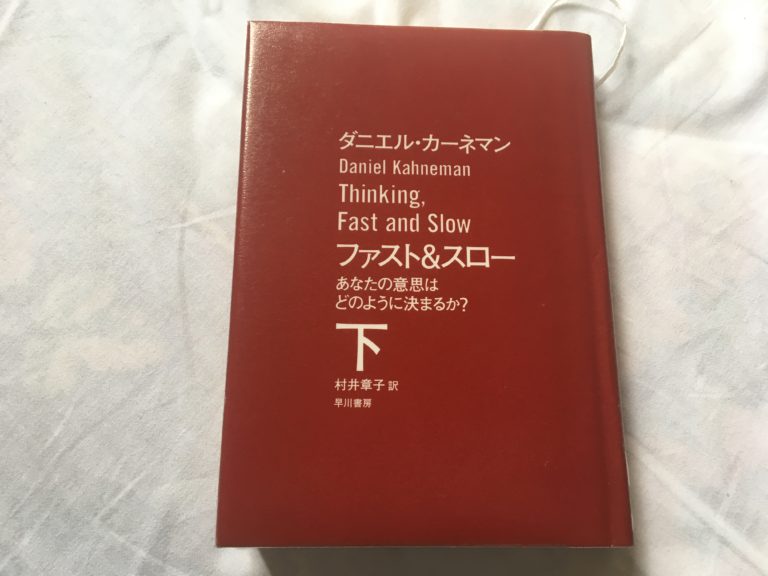 ダニエル・カーネマン
Daniel Kahneman
Thinking,
Fast and Slow
ファスト&スロー
あなたの意思は
どのように決まるか?
下
村井章子 訳
早川書房